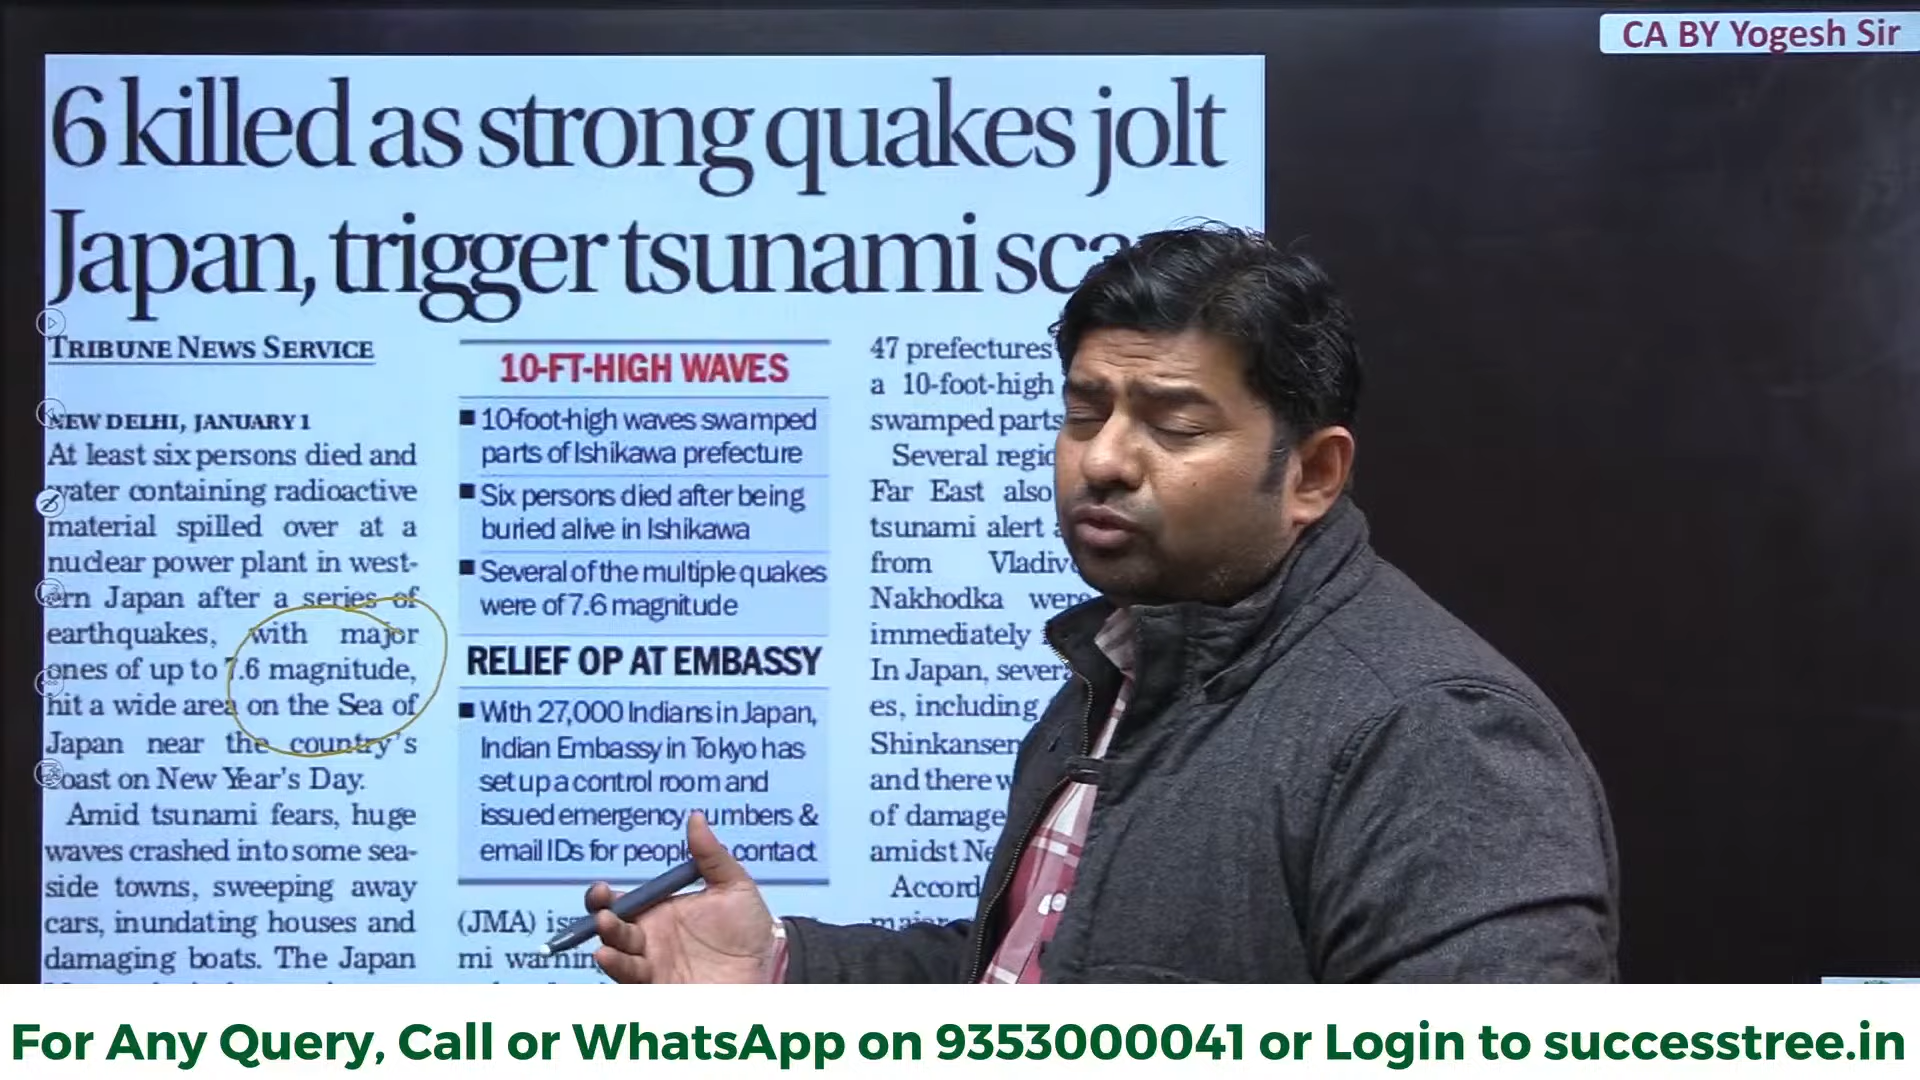 CA BY Yogesh Sir
6 killed as strong quakes jolt
Japan, trigger tsunami
TRIBUNE NEWS SERVICE
NEW DELHI, JANUARY 1
At least six persons died and
water containing radioactive
material spilled over at a
nuclear power plant in west-
ern Japan after a series of
earthquakes, with major
ones of up to 7.6 magnitude,
hit a wide area on the Sea of
Japan near the country's
coast on New Year's Day.
Amid tsunami fears, huge
waves crashed into some sea-
side towns, sweeping away
cars, inundating houses and
damaging boats. The Japan
10-FT-HIGH WAVES
■ 10-foot-high waves swamped
parts of Ishikawa prefecture
■ Six persons died after being
buried alive in Ishikawa
■ Several of the multiple quakes
were of 7.6 magnitude
RELIEF OP AT EMBASSY
■ With 27,000 Indians in Japan,
Indian Embassy in Tokyo has
set up a control room and
issued emergency numbers &
email IDs for people contact
(JMA)
mi warning
47 prefectures
a 10-foot-high
swamped parts
Several
Far East also
tsunami alert
from
Nakhodka were
immediately
In Japan,
es, including
Shinkansen
and there
of damage
amidst
For Any Query, Call or WhatsApp on 9353000041 or Login to successtree.in